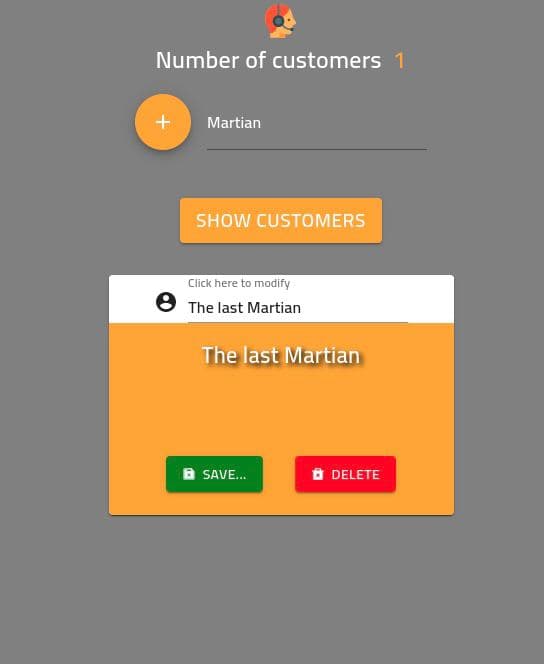 Number of customers 1
Martian
SHOW CUSTOMERS
Click here to modify
The last Martian
The last Martian
SAVE... DELETE